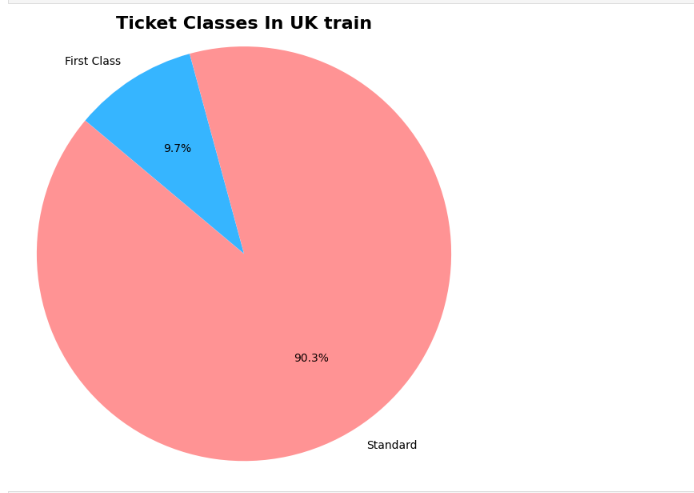 Ticket Classes In UK train
First Class
9.7%
90.3%
Standard